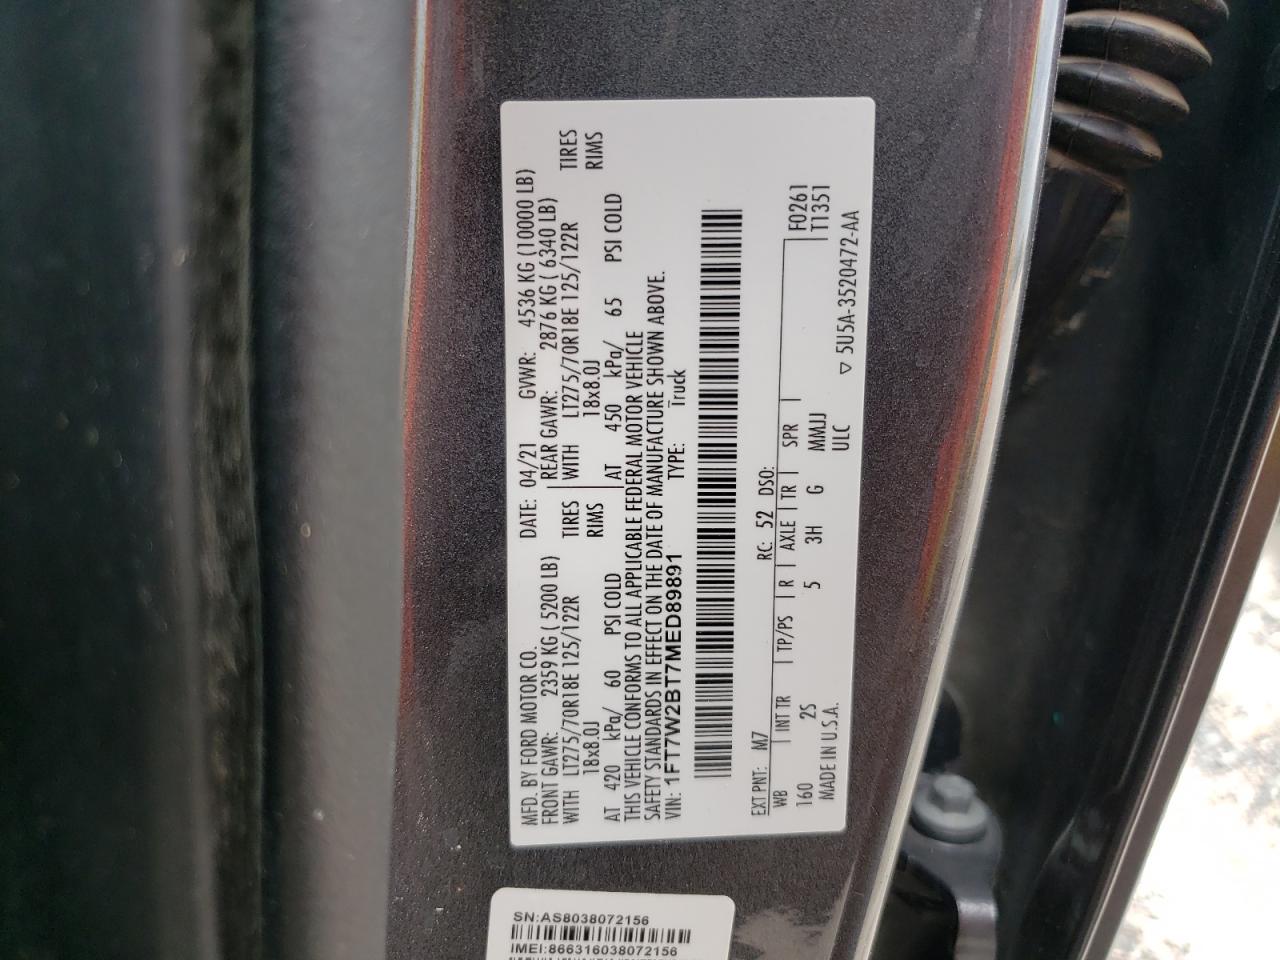 MFD. BY FORD MOTOR CO.
DATE: 04/21 GVWR: 4536 KG (10000 LB)
FRONT GAWR: 2359 KG ( 5200 LB) REAR GAWR: 2876 KG ( 6340 LB)
WITH LT275/70R18E 125/122R TIRES WITH LT275/70R18E 125/122R TIRES
18x8.0J RIMS 18x8.0J RIMS
AT 420 kPa/ 60 PSI COLD AT 450 kPa/ 65 PSI COLD
THIS VEHICLE CONFORMS TO ALL APPLICABLE FEDERAL MOTOR VEHICLE
SAFETY STANDARDS IN EFFECT ON THE DATE OF MANUFACTURE SHOWN ABOVE.
VIN: 1FT7W2BT7MED89891 TYPE: Truck
EXT PNT: M7 RC: 52 DSO:
WB INT TR TP/PS R AXLE TR SPR F0261
160 2S 5 3H G MMJJ T1351
MADE IN U.S.A. ULC
▽ 5U5A-3520472-AA
SN:AS8038072156
IMEI:866316038072156